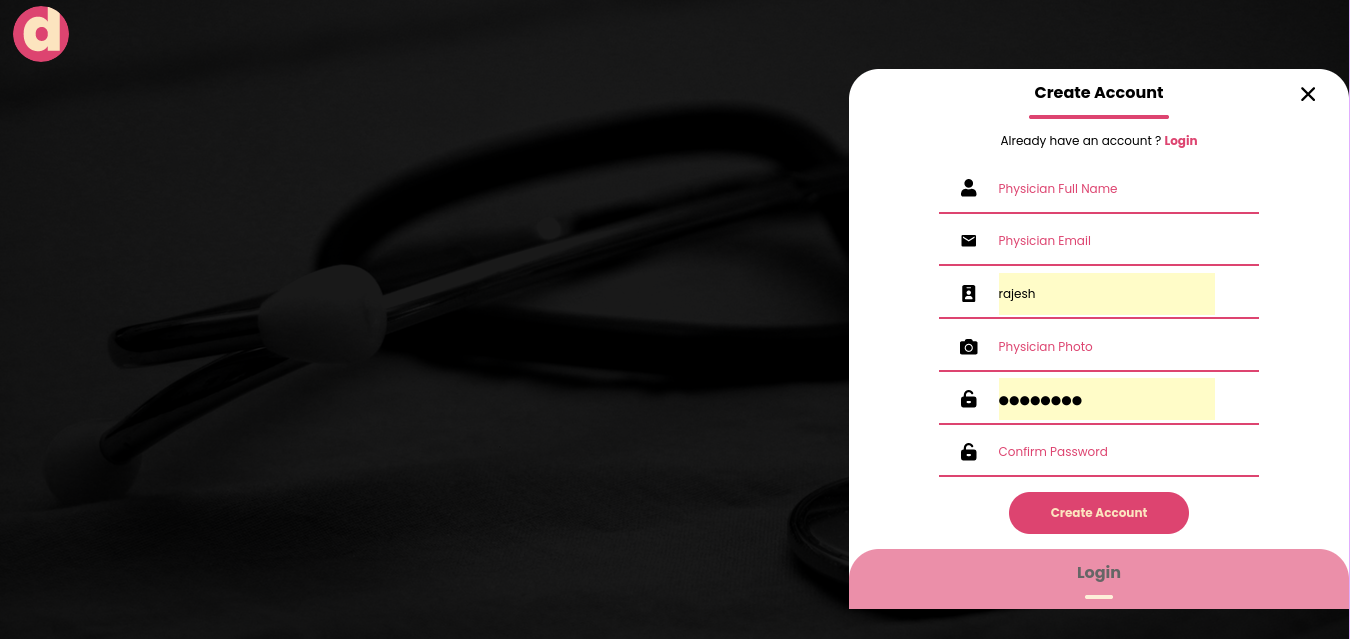 d
Create Account
Already have an account ? Login
Physician Full Name
Physician Email
rajesh
Physician Photo
●●●●●●●●
Confirm Password
Create Account
Login